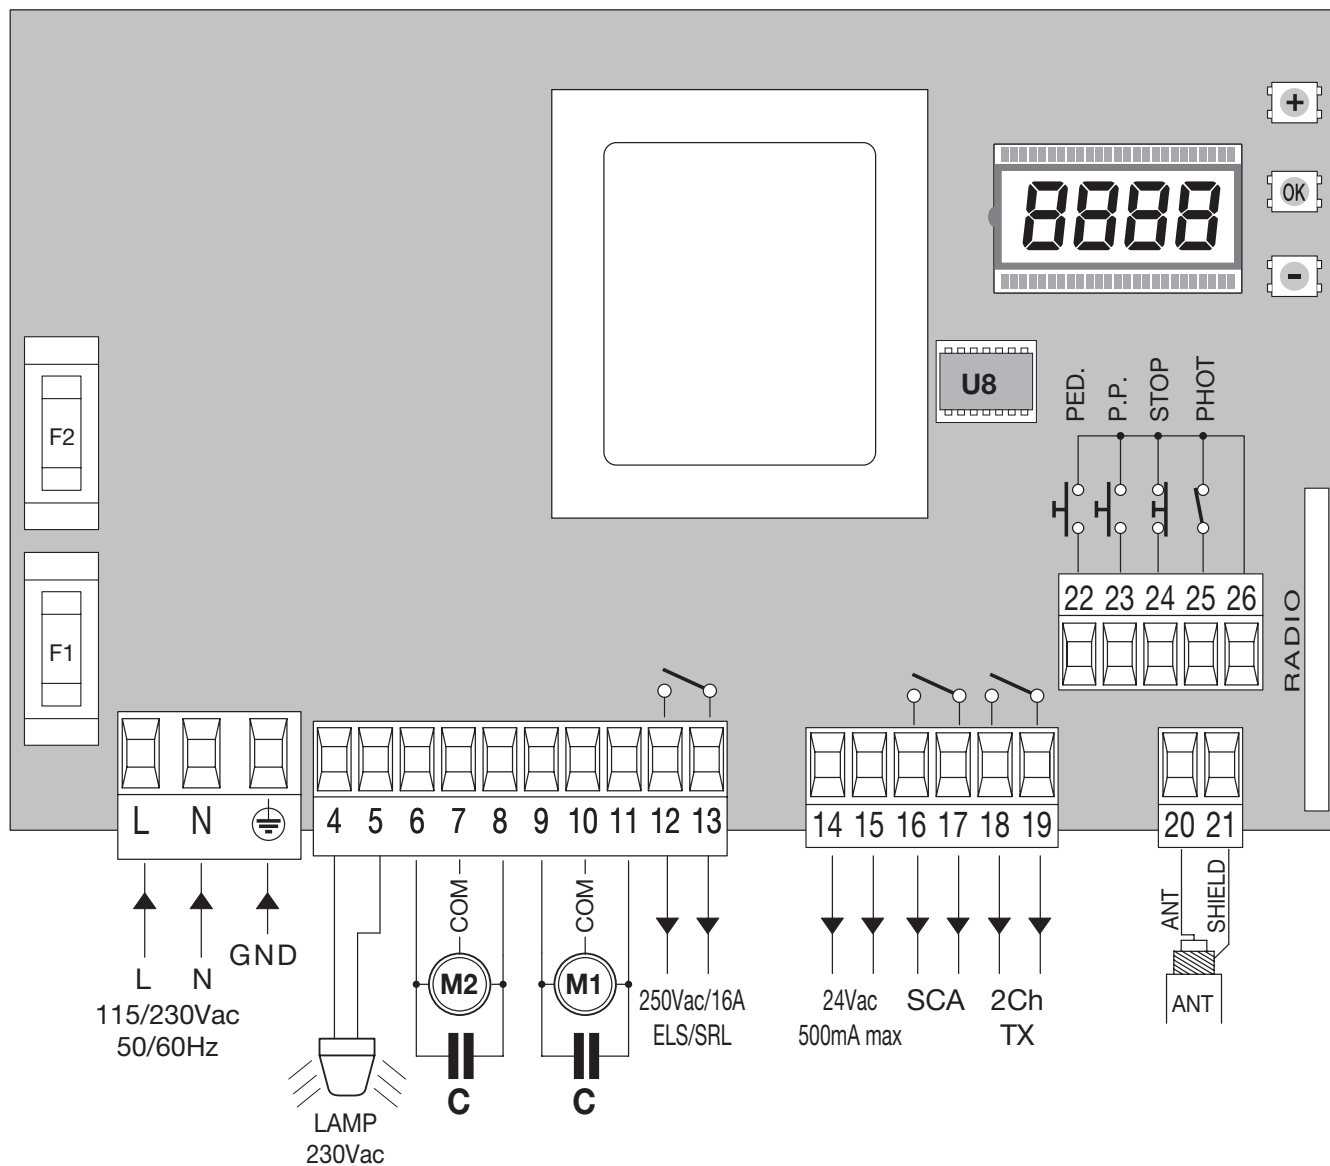 +
OK
-
8888
U8
PED.
P.P.
STOP
PHOT
F2
F1
22 23 24 25 26
RADIO
L N
4 5 6 7 8 9 10 11 12 13
14 15 16 17 18 19
20 21
L N GND
115/230Vac
50/60Hz
LAMP
230Vac
COM
M2
C
COM
M1
C
250Vac/16A
ELS/SRL
24Vac
500mA max
SCA
2Ch
TX
ANT
SHIELD
ANT